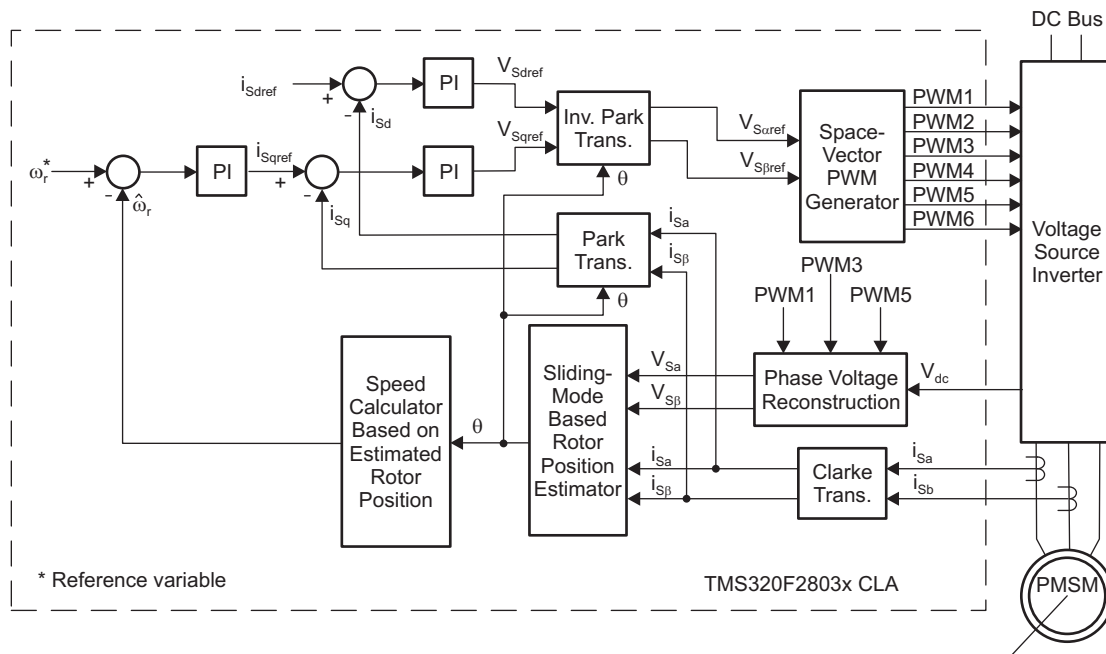 DC Bus
i_Sdref
+
-
i_Sd
PI
V_Sdref
V_Sqref
Inv. Park
Trans.
θ
V_Sαref
V_Sβref
Space-
Vector
PWM
Generator
PWM1
PWM2
PWM3
PWM4
PWM5
PWM6
Voltage
Source
Inverter
ω_r^*
+
-
ω̂_r
PI
i_Sqref
+
-
i_Sq
PI
Park
Trans.
i_Sa
i_Sβ
θ
PWM3
PWM1
PWM5
Phase Voltage
Reconstruction
V_dc
V_Sa
V_Sβ
Speed
Calculator
Based on
Estimated
Rotor
Position
θ
Sliding-
Mode
Based
Rotor
Position
Estimator
i_Sa
i_Sβ
Clarke
Trans.
i_Sa
i_Sb
* Reference variable
TMS320F2803x CLA
PMSM